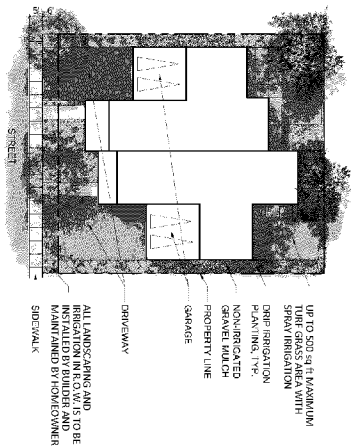 STREET
UP TO 500 sq ft MAXIMUM
TURF GRASS AREA WITH
SPRAY IRRIGATION
DRIP IRRIGATION
PLANTING, TYP.
NON-IRRIGATED
GRAVEL MULCH
PROPERTY LINE
GARAGE
DRIVEWAY
ALL LANDSCAPING AND
IRRIGATION IN R.O.W. IS TO BE
INSTALLED BY BUILDER AND
MAINTAINED BY HOMEOWNER
SIDEWALK